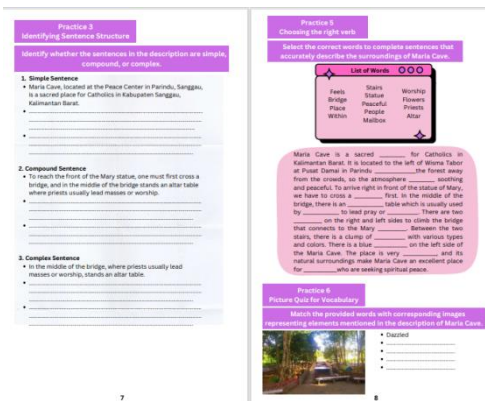 Practice 3
Identifying Sentence Structure
Identify whether the sentences in the description are simple,
compound, or complex.
1. Simple Sentence
• Maria Cave, located at the Peace Center in Parindu, Sanggau,
is a sacred place for Catholics in Kabupaten Sanggau,
Kalimantan Barat.
2. Compound Sentence
• To reach the front of the Mary statue, one must first cross a
bridge, and in the middle of the bridge stands an altar table
where priests usually lead masses or worship.
3. Complex Sentence
• In the middle of the bridge, where priests usually lead
masses or worship, stands an altar table.
7
Practice 5
Choosing the right verb
Select the correct words to complete sentences that
accurately describe the surroundings of Maria Cave.
List of Words
Feels
Bridge
Place
Within
Stairs
Statue
Peaceful
People
Mailbox
Worship
Flowers
Priests
Altar
Maria Cave is a sacred ______ for Catholics in
Kalimantan Barat. It is located to the left of Wisma Tabor
at Pusat Damai in Parindu ______the forest away
from the crowds, so the atmosphere ______ soothing
and peaceful. To arrive right in front of the statue of Mary,
we have to cross a ______ first. In the middle of the
bridge, there is an ______ table which is usually used
by ______ to lead pray or ______. There are two
______ on the right and left sides to climb the bridge
that connects to the Mary ______. Between the two
stairs, there is a clump of ______ with various types
and colors. There is a blue ______ on the left side of
the Maria Cave. The place is very ______ and its
natural surroundings make Maria Cave an excellent place
for ______who are seeking spiritual peace.
Practice 6
Picture Quiz for Vocabulary
Match the provided words with corresponding images
representing elements mentioned in the description of Maria Cave.
• Dazzled
8